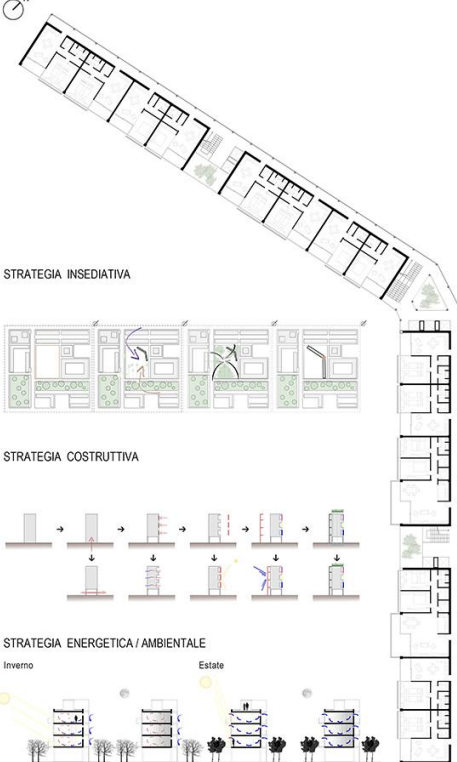 STRATEGIA INSEDIATIVA
STRATEGIA COSTRUTTIVA
STRATEGIA ENERGETICA / AMBIENTALE
Inverno
Estate